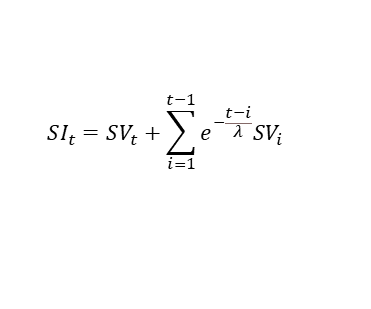 SI_t = SV_t + \sum_{i=1}^{t-1} e^{-\frac{t-i}{\lambda}} SV_i